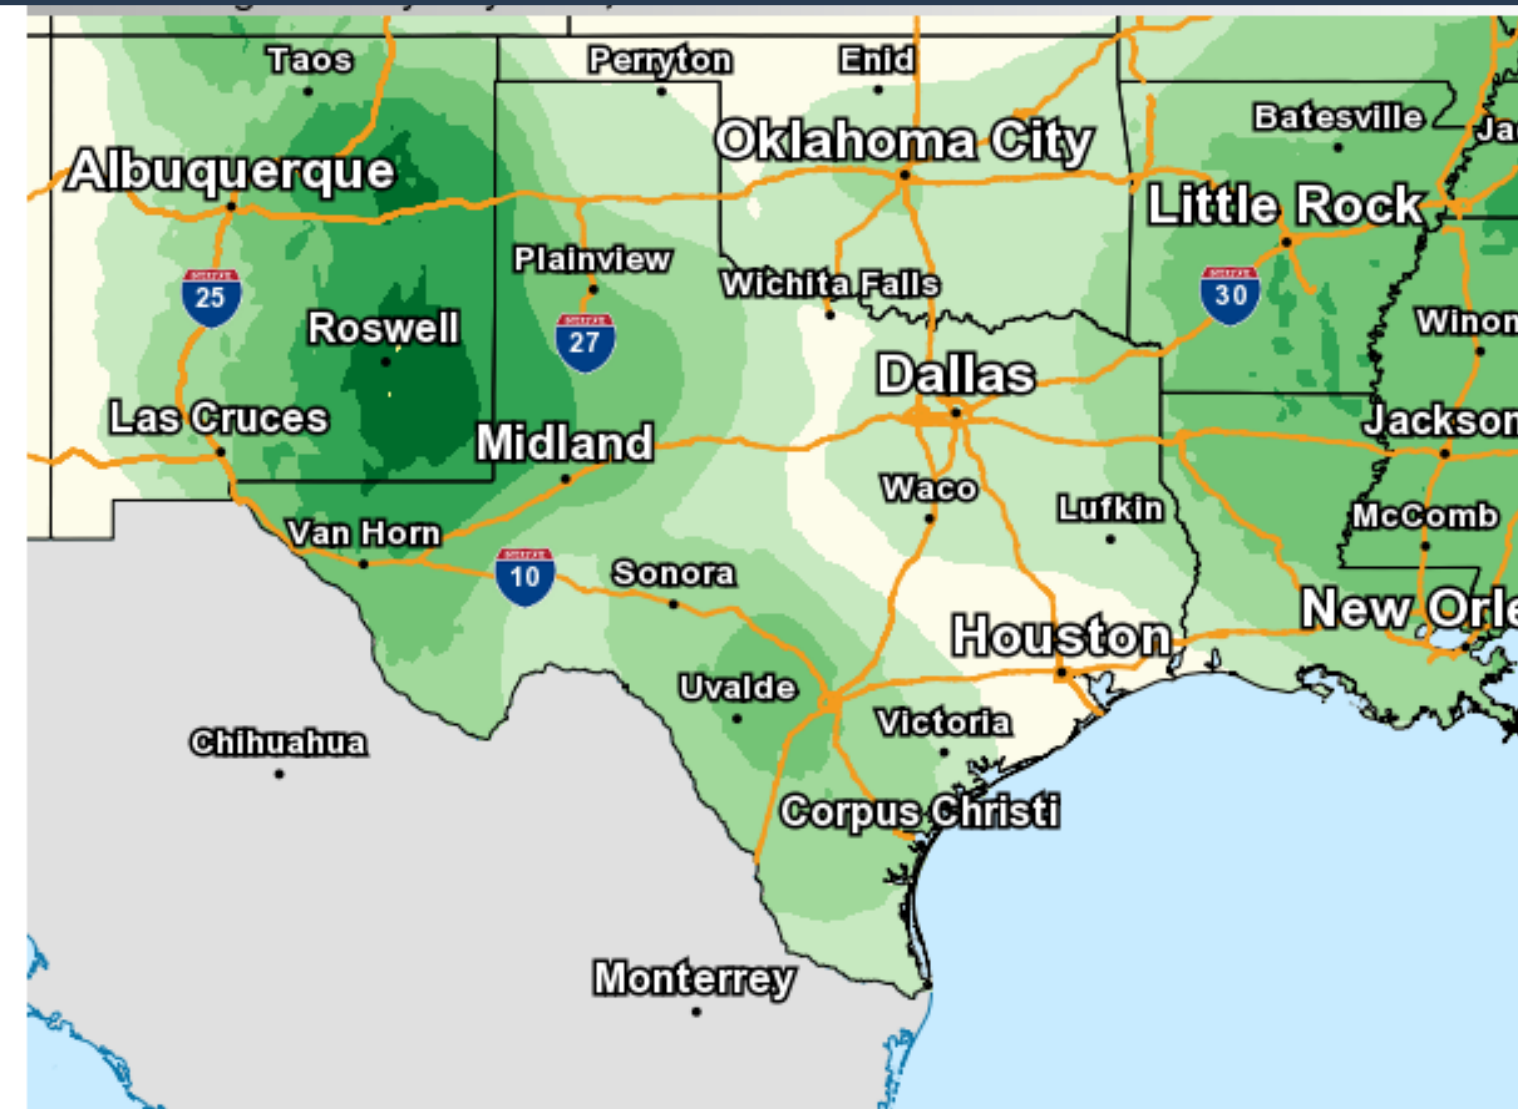 Taos
Perryton
Enid
Batesville
Oklahoma City
Ja
Albuquerque
Little Rock
Plainview
Wichita Falls
25
30
Roswell
27
Winon
Dallas
Las Cruces
Jackson
Midland
Waco
Lufkin
McComb
Van Horn
10
Sonora
New Orle
Houston
Uvalde
Victoria
Chihuahua
Corpus Christi
Monterrey